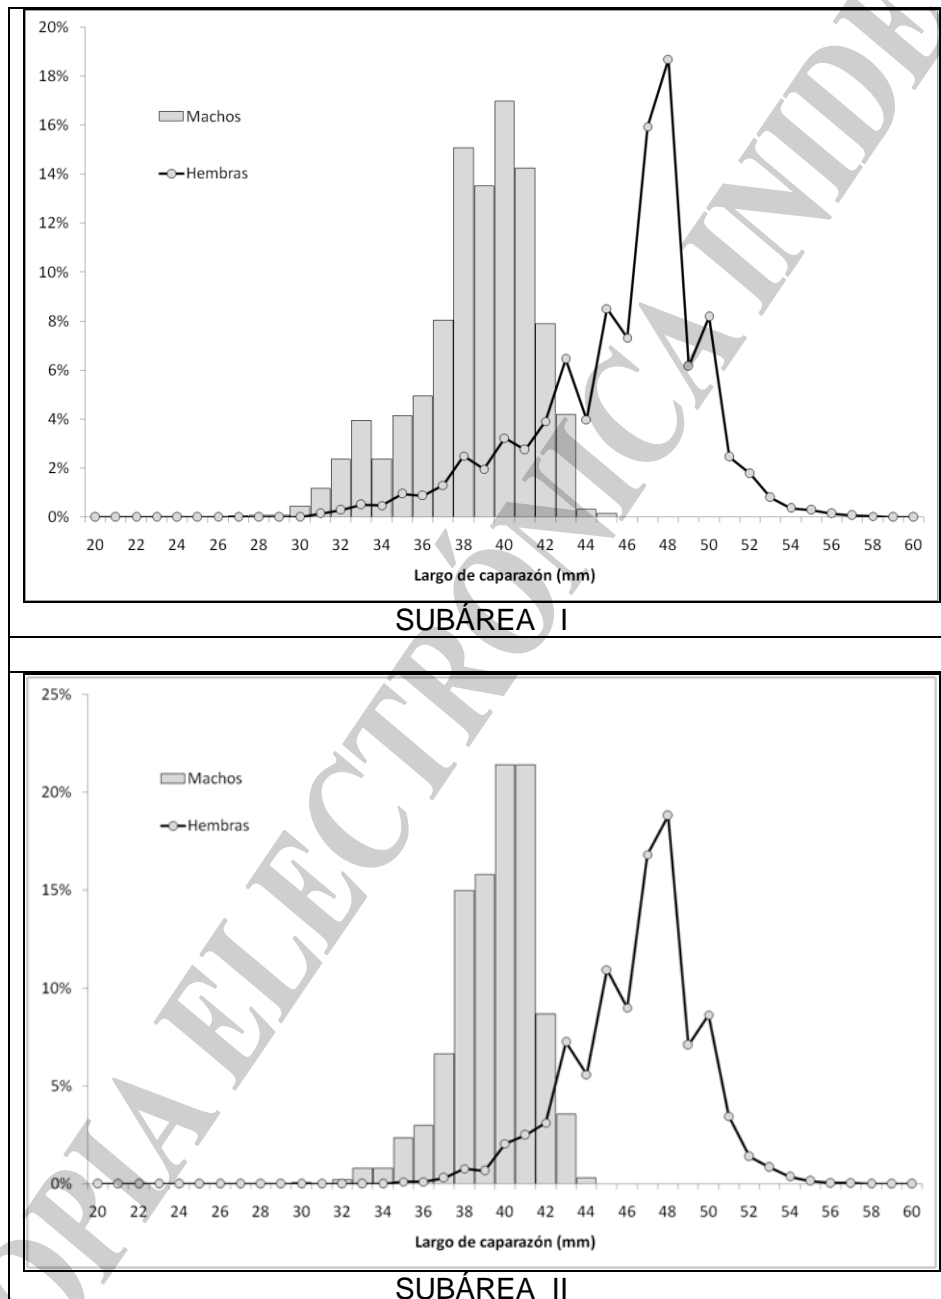 20%
18%
16%
14%
12%
10%
8%
6%
4%
2%
0%
Machos
Hembras
20 22 24 26 28 30 32 34 36 38 40 42 44 46 48 50 52 54 56 58 60
Largo de caparazón (mm)
SUBÁREA I
25%
20%
15%
10%
5%
0%
Machos
Hembras
20 22 24 26 28 30 32 34 36 38 40 42 44 46 48 50 52 54 56 58 60
Largo de caparazón (mm)
SUBÁREA II
OPIA ELECTRÓNICA INIDE